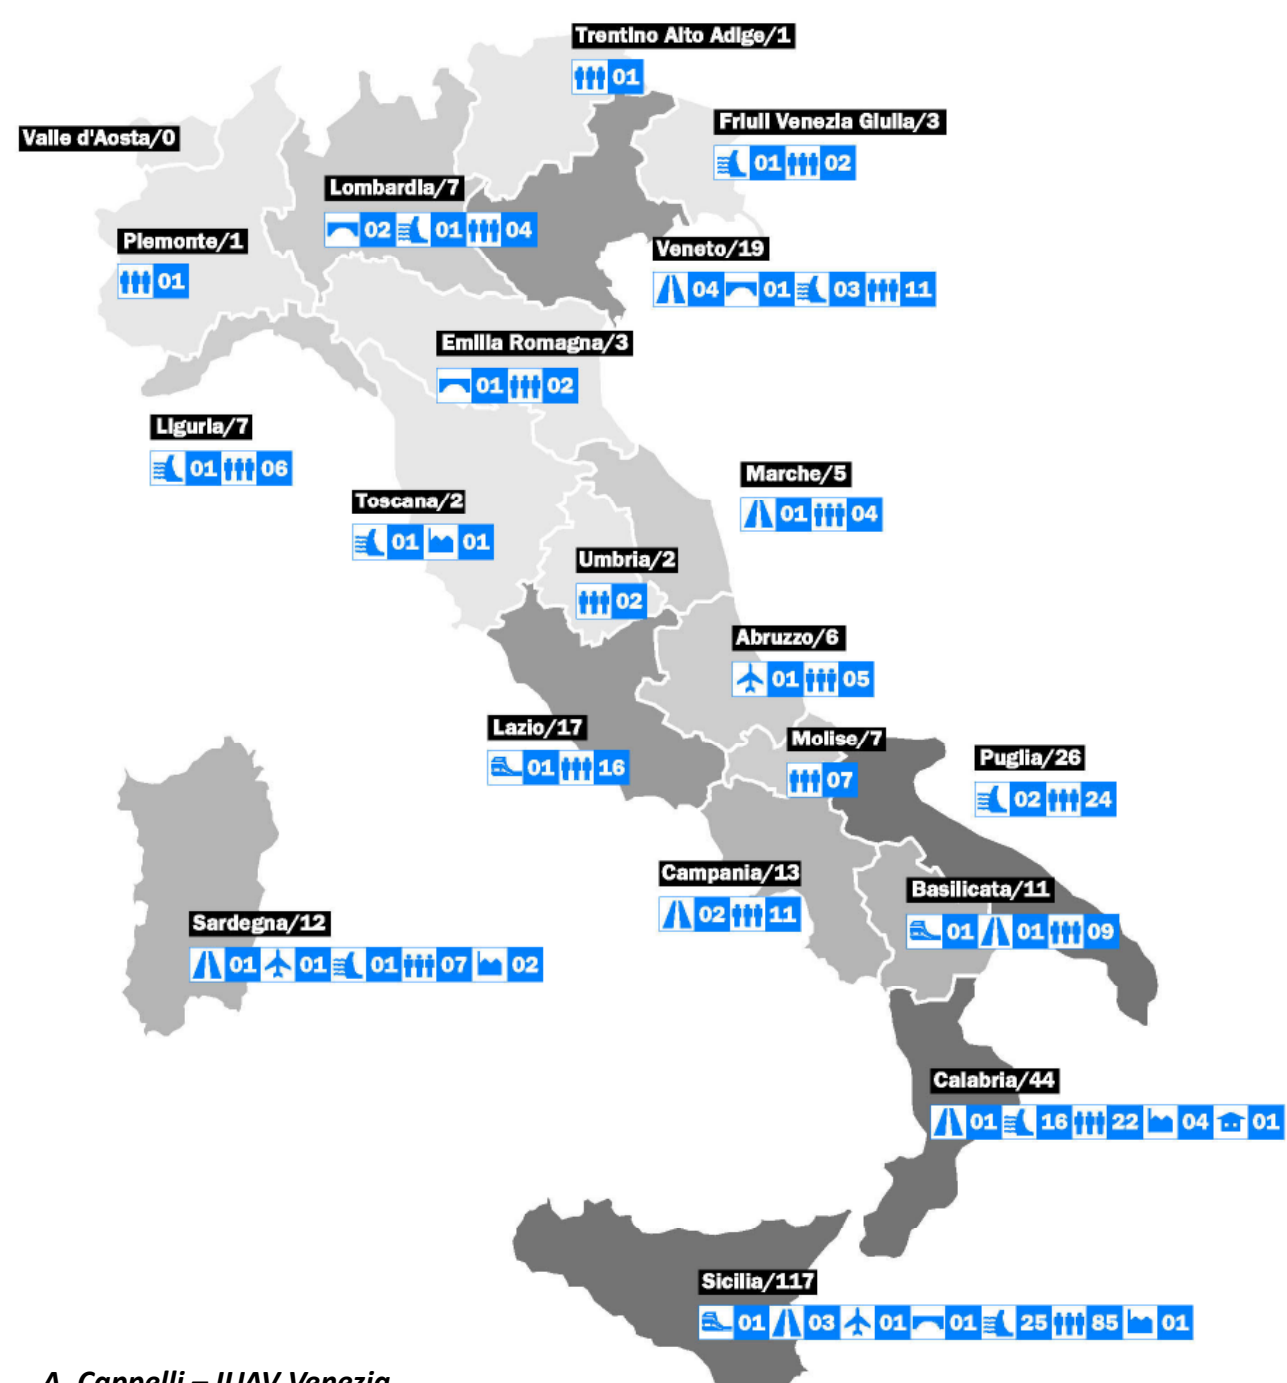 Trentino Alto Adige/1
01
Friuli Venezia Giulia/3
01 02
Valle d'Aosta/0
Lombardia/7
02 01 04
Piemonte/1
01
Veneto/19
04 01 03 11
Emilia Romagna/3
01 02
Liguria/7
01 06
Marche/5
01 04
Toscana/2
01 01
Umbria/2
02
Abruzzo/6
01 05
Lazio/17
01 16
Molise/7
07
Puglia/26
02 24
Campania/13
02 11
Basilicata/11
01 01 09
Sardegna/12
01 01 01 07 02
Calabria/44
01 16 22 04 01
Sicilia/117
01 03 01 01 25 85 01
A. Cappelli – IUAV Venezia